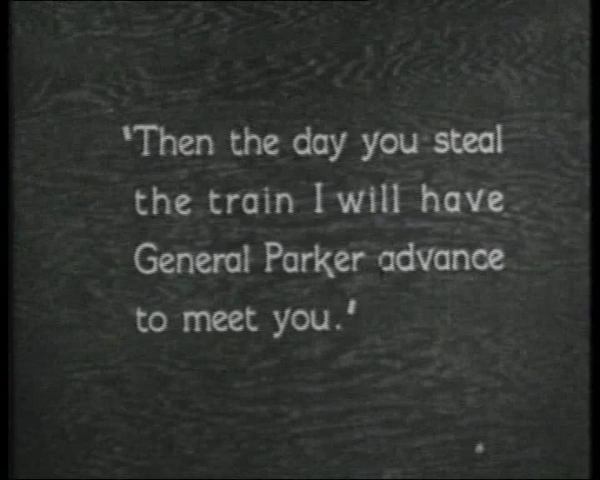 'Then the day you steal
the train I will have
General Parker advance
to meet you.'